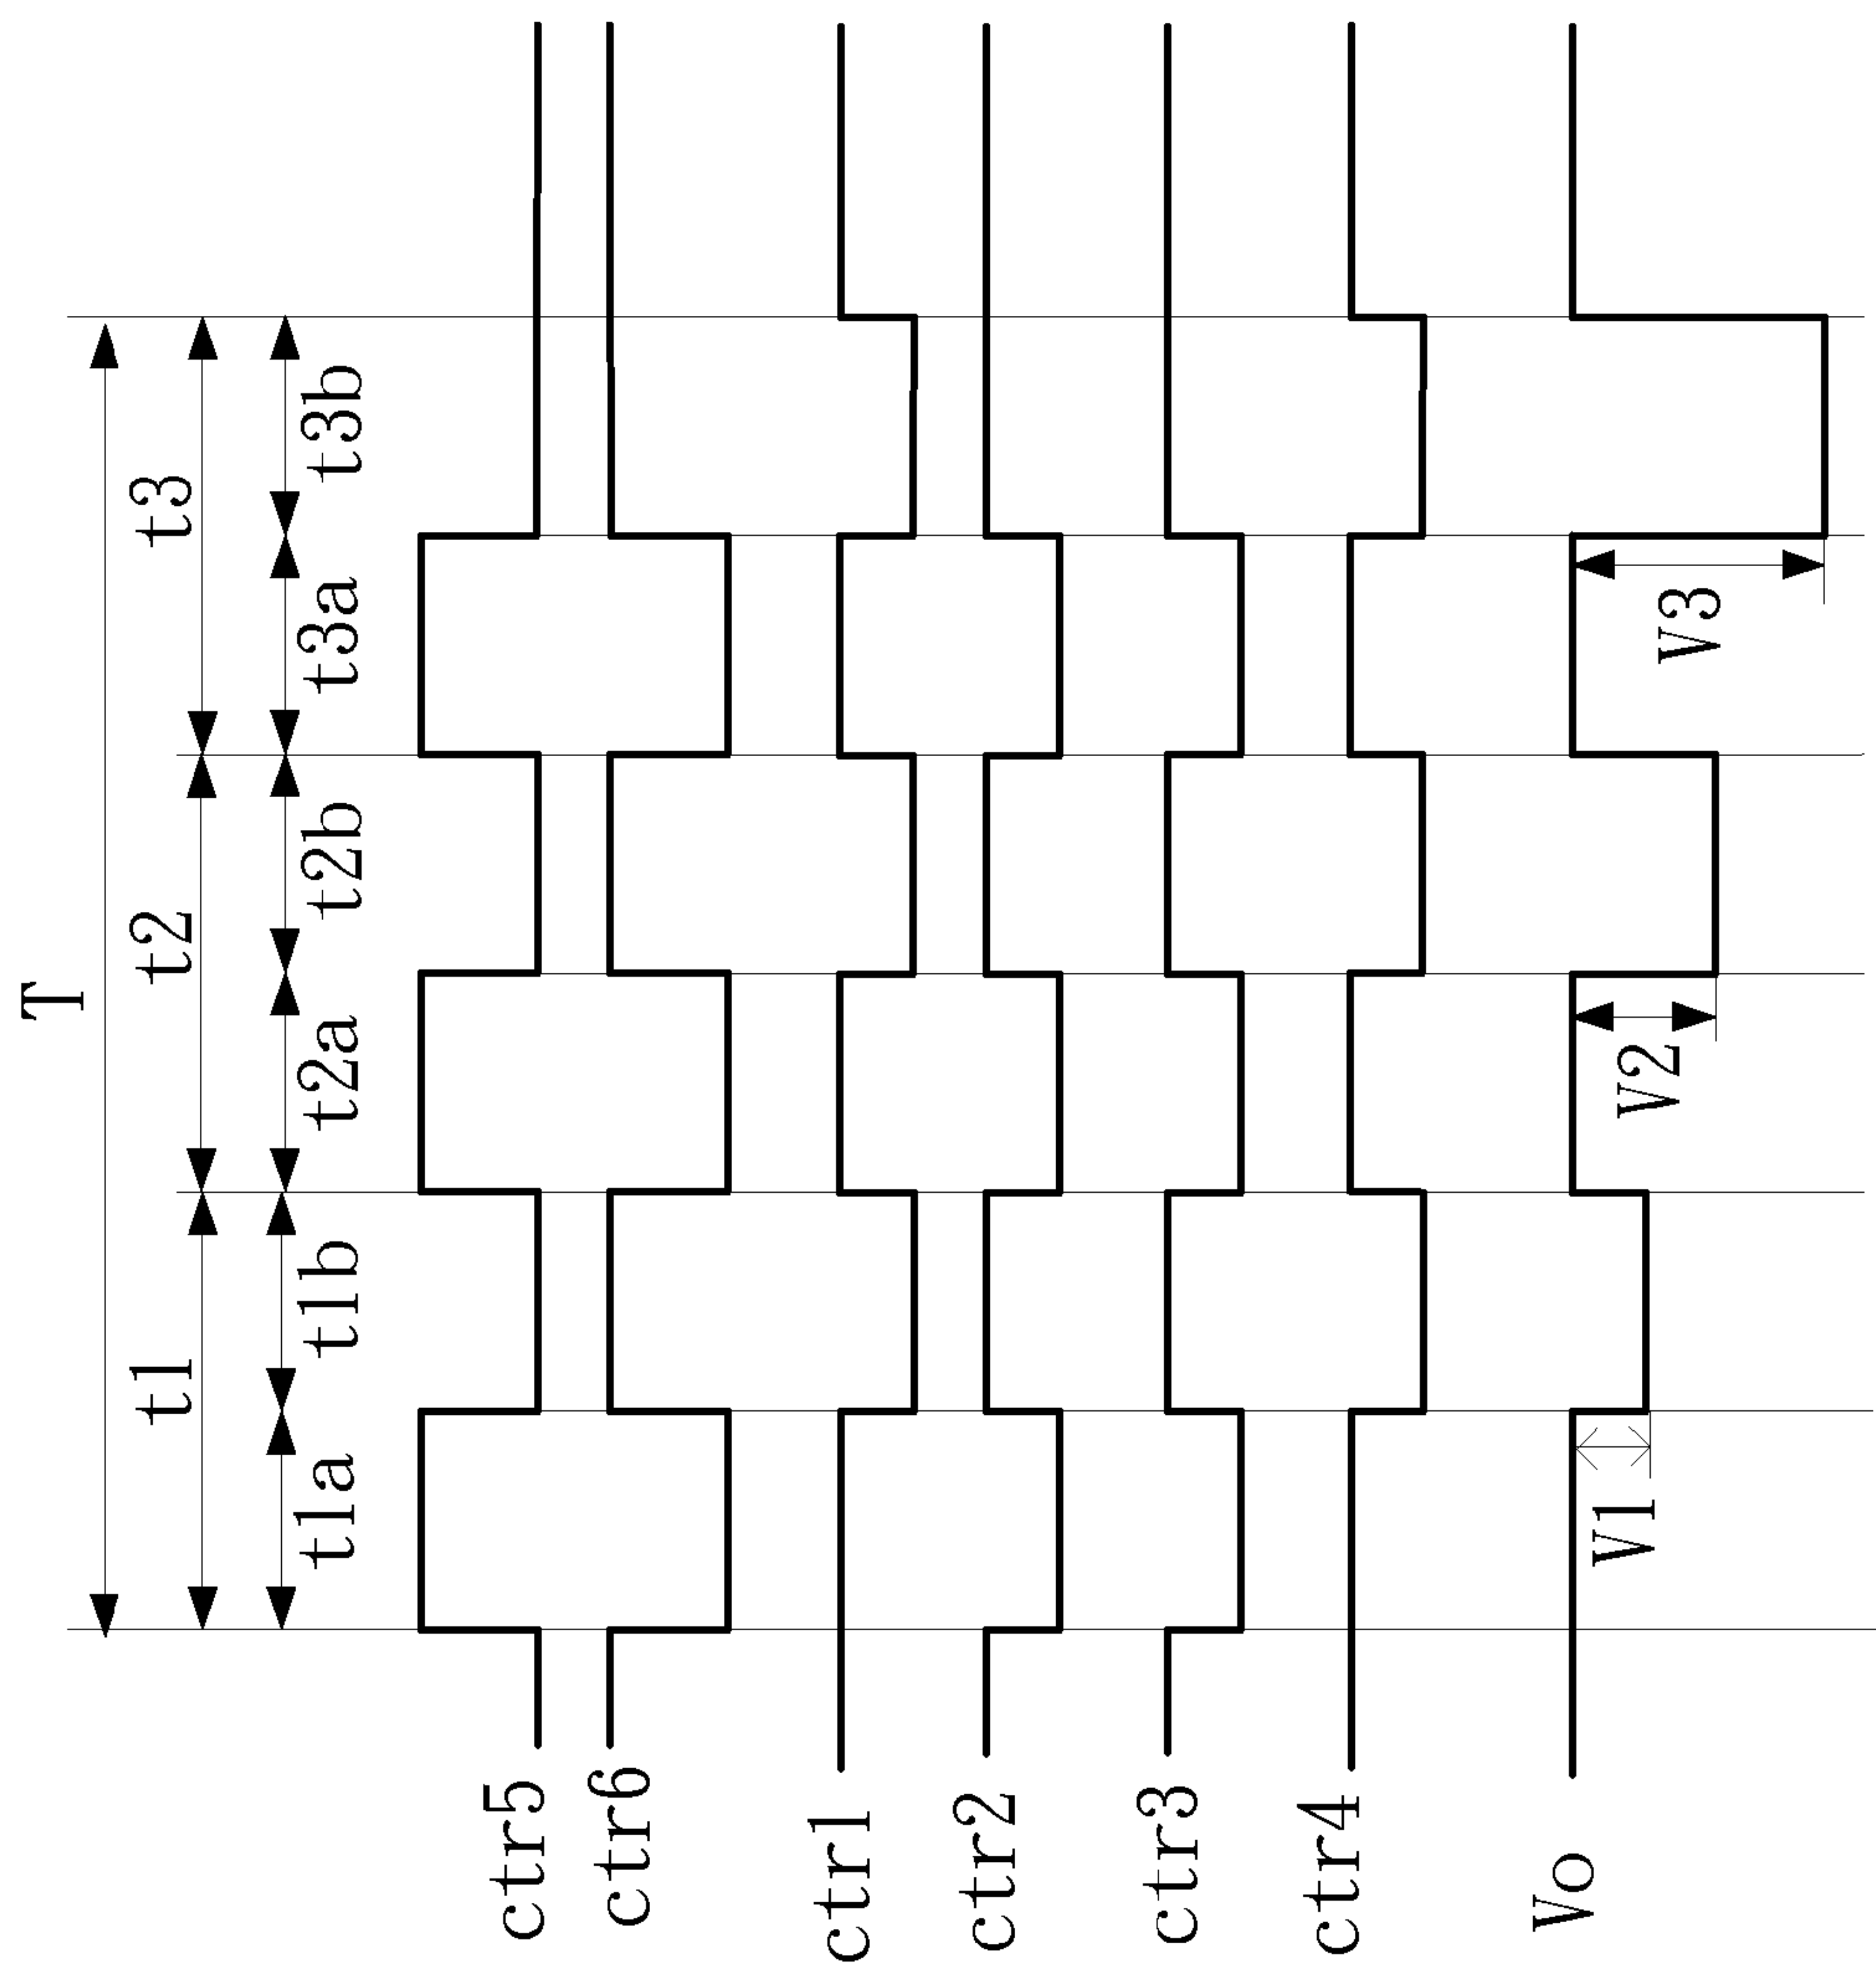 T
t1
t2
t3
t1a
t1b
t2a
t2b
t3a
t3b
ctr5
ctr6
ctr1
ctr2
ctr3
ctr4
Vo
V1
V2
V3